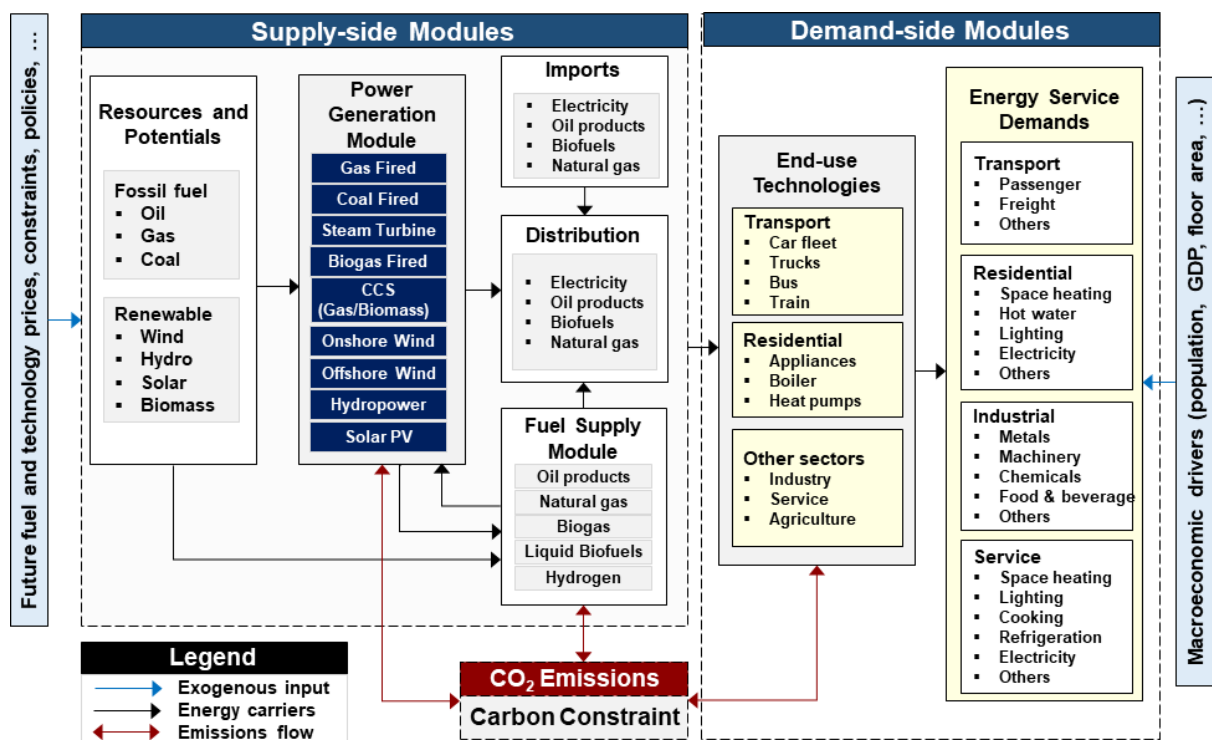 Future fuel and technology prices, constraints, policies, …
Supply-side Modules
Resources and
Potentials
Fossil fuel
▪ Oil
▪ Gas
▪ Coal
Renewable
▪ Wind
▪ Hydro
▪ Solar
▪ Biomass
Power
Generation
Module
Gas Fired
Coal Fired
Steam Turbine
Biogas Fired
CCS
(Gas/Biomass)
Onshore Wind
Offshore Wind
Hydropower
Solar PV
Imports
▪ Electricity
▪ Oil products
▪ Biofuels
▪ Natural gas
Distribution
▪ Electricity
▪ Oil products
▪ Biofuels
▪ Natural gas
Fuel Supply
Module
Oil products
Natural gas
Biogas
Liquid Biofuels
Hydrogen
Demand-side Modules
End-use
Technologies
Transport
▪ Car fleet
▪ Trucks
▪ Bus
▪ Train
Residential
▪ Appliances
▪ Boiler
▪ Heat pumps
Other sectors
▪ Industry
▪ Service
▪ Agriculture
Energy Service
Demands
Transport
▪ Passenger
▪ Freight
▪ Others
Residential
▪ Space heating
▪ Hot water
▪ Lighting
▪ Electricity
▪ Others
Industrial
▪ Metals
▪ Machinery
▪ Chemicals
▪ Food & beverage
▪ Others
Service
▪ Space heating
▪ Lighting
▪ Cooking
▪ Refrigeration
▪ Electricity
▪ Others
Macroeconomic drivers (population, GDP, floor area, …)
Legend
Exogenous input
Energy carriers
Emissions flow
CO₂ Emissions
Carbon Constraint